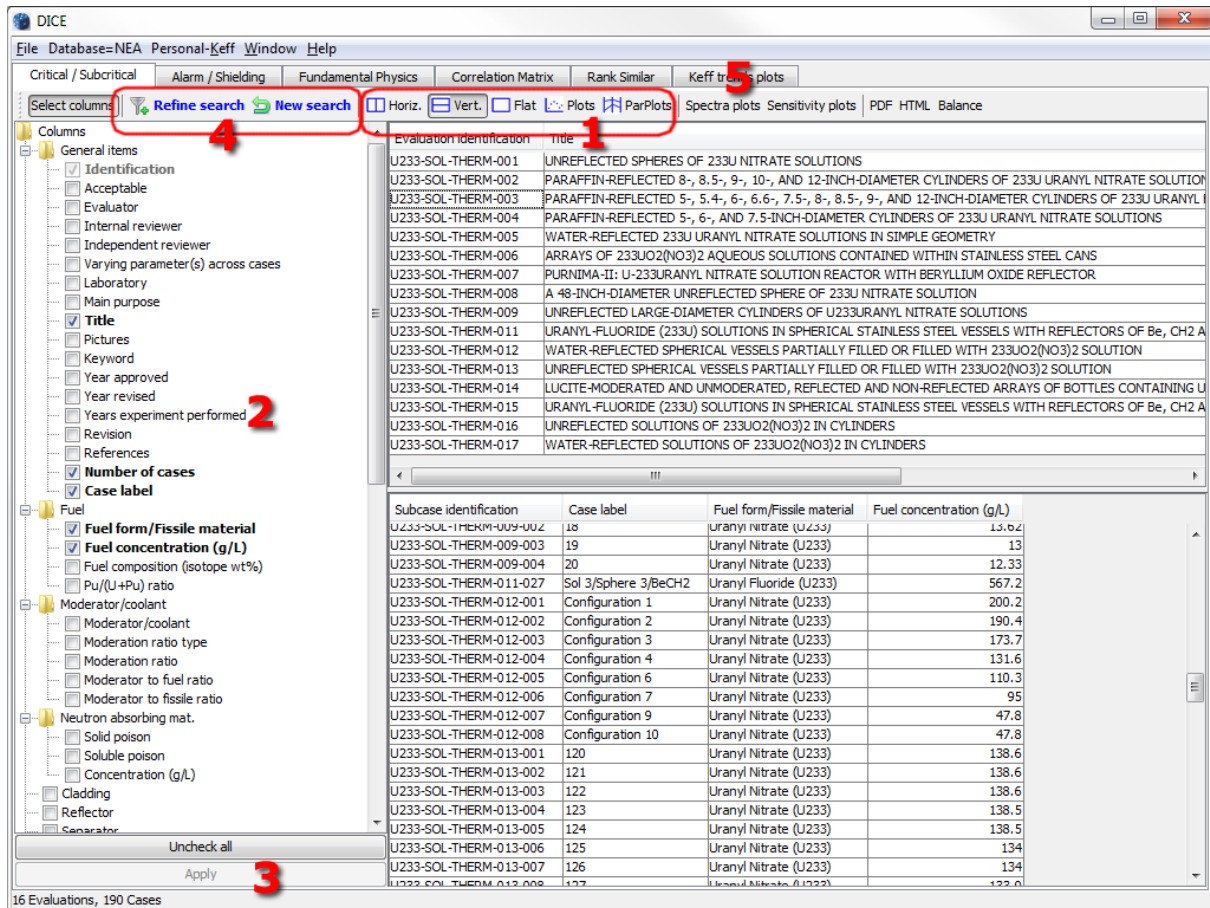 DICE
File Database=NEA Personal-Keff Window Help
Critical / Subcritical Alarm / Shielding Fundamental Physics Correlation Matrix Rank Similar Keff trends plots
5
Select columns Refine search New search Horiz. Vert. Flat Plots ParPlots Spectra plots Sensitivity plots PDF HTML Balance
4
1
Columns
General items
Identification
Acceptable
Evaluator
Internal reviewer
Independent reviewer
Varying parameter(s) across cases
Laboratory
Main purpose
Title
Pictures
Keyword
Year approved
Year revised
Years experiment performed
2
Revision
References
Number of cases
Case label
Fuel
Fuel form/Fissile material
Fuel concentration (g/L)
Fuel composition (isotope wt%)
Pu/(U+Pu) ratio
Moderator/coolant
Moderator/coolant
Moderation ratio type
Moderation ratio
Moderator to fuel ratio
Moderator to fissile ratio
Neutron absorbing mat.
Solid poison
Soluble poison
Concentration (g/L)
Cladding
Reflector
Separator
Uncheck all
Apply
3
Evaluation identification Title
U233-SOL-THERM-001 UNREFLECTED SPHERES OF 233U NITRATE SOLUTIONS
U233-SOL-THERM-002 PARAFFIN-REFLECTED 8-, 8.5-, 9-, 10-, AND 12-INCH-DIAMETER CYLINDERS OF 233U URANYL NITRATE SOLUTION
U233-SOL-THERM-003 PARAFFIN-REFLECTED 5-, 5.4-, 6-, 6.6-, 7.5-, 8-, 8.5-, 9-, AND 12-INCH-DIAMETER CYLINDERS OF 233U URANYL
U233-SOL-THERM-004 PARAFFIN-REFLECTED 5-, 6-, AND 7.5-INCH-DIAMETER CYLINDERS OF 233U URANYL NITRATE SOLUTIONS
U233-SOL-THERM-005 WATER-REFLECTED 233U URANYL NITRATE SOLUTIONS IN SIMPLE GEOMETRY
U233-SOL-THERM-006 ARRAYS OF 233UO2(NO3)2 AQUEOUS SOLUTIONS CONTAINED WITHIN STAINLESS STEEL CANS
U233-SOL-THERM-007 PURNIMA-II: U-233URANYL NITRATE SOLUTION REACTOR WITH BERYLLIUM OXIDE REFLECTOR
U233-SOL-THERM-008 A 48-INCH-DIAMETER UNREFLECTED SPHERE OF 233U NITRATE SOLUTION
U233-SOL-THERM-009 UNREFLECTED LARGE-DIAMETER CYLINDERS OF U233URANYL NITRATE SOLUTIONS
U233-SOL-THERM-011 URANYL-FLUORIDE (233U) SOLUTIONS IN SPHERICAL STAINLESS STEEL VESSELS WITH REFLECTORS OF Be, CH2 A
U233-SOL-THERM-012 WATER-REFLECTED SPHERICAL VESSELS PARTIALLY FILLED OR FILLED WITH 233UO2(NO3)2 SOLUTION
U233-SOL-THERM-013 UNREFLECTED SPHERICAL VESSELS PARTIALLY FILLED OR FILLED WITH 233UO2(NO3)2 SOLUTION
U233-SOL-THERM-014 LUCITE-MODERATED AND UNMODERATED, REFLECTED AND NON-REFLECTED ARRAYS OF BOTTLES CONTAINING U
U233-SOL-THERM-015 URANYL-FLUORIDE (233U) SOLUTIONS IN SPHERICAL STAINLESS STEEL VESSELS WITH REFLECTORS OF Be, CH2 A
U233-SOL-THERM-016 UNREFLECTED SOLUTIONS OF 233UO2(NO3)2 IN CYLINDERS
U233-SOL-THERM-017 WATER-REFLECTED SOLUTIONS OF 233UO2(NO3)2 IN CYLINDERS
Subcase identification Case label Fuel form/Fissile material Fuel concentration (g/L)
U233-SOL-THERM-009-002 18 Uranyl Nitrate (U233) 13.62
U233-SOL-THERM-009-003 19 Uranyl Nitrate (U233) 13
U233-SOL-THERM-009-004 20 Uranyl Nitrate (U233) 12.33
U233-SOL-THERM-011-027 Sol 3/Sphere 3/BeCH2 Uranyl Fluoride (U233) 567.2
U233-SOL-THERM-012-001 Configuration 1 Uranyl Nitrate (U233) 200.2
U233-SOL-THERM-012-002 Configuration 2 Uranyl Nitrate (U233) 190.4
U233-SOL-THERM-012-003 Configuration 3 Uranyl Nitrate (U233) 173.7
U233-SOL-THERM-012-004 Configuration 4 Uranyl Nitrate (U233) 131.6
U233-SOL-THERM-012-005 Configuration 6 Uranyl Nitrate (U233) 110.3
U233-SOL-THERM-012-006 Configuration 7 Uranyl Nitrate (U233) 95
U233-SOL-THERM-012-007 Configuration 9 Uranyl Nitrate (U233) 47.8
U233-SOL-THERM-012-008 Configuration 10 Uranyl Nitrate (U233) 47.8
U233-SOL-THERM-013-001 120 Uranyl Nitrate (U233) 138.6
U233-SOL-THERM-013-002 121 Uranyl Nitrate (U233) 138.6
U233-SOL-THERM-013-003 122 Uranyl Nitrate (U233) 138.6
U233-SOL-THERM-013-004 123 Uranyl Nitrate (U233) 138.5
U233-SOL-THERM-013-005 124 Uranyl Nitrate (U233) 138.5
U233-SOL-THERM-013-006 125 Uranyl Nitrate (U233) 134
U233-SOL-THERM-013-007 126 Uranyl Nitrate (U233) 134
U233-SOL-THERM-013-008 127 Uranyl Nitrate (U233)
16 Evaluations, 190 Cases